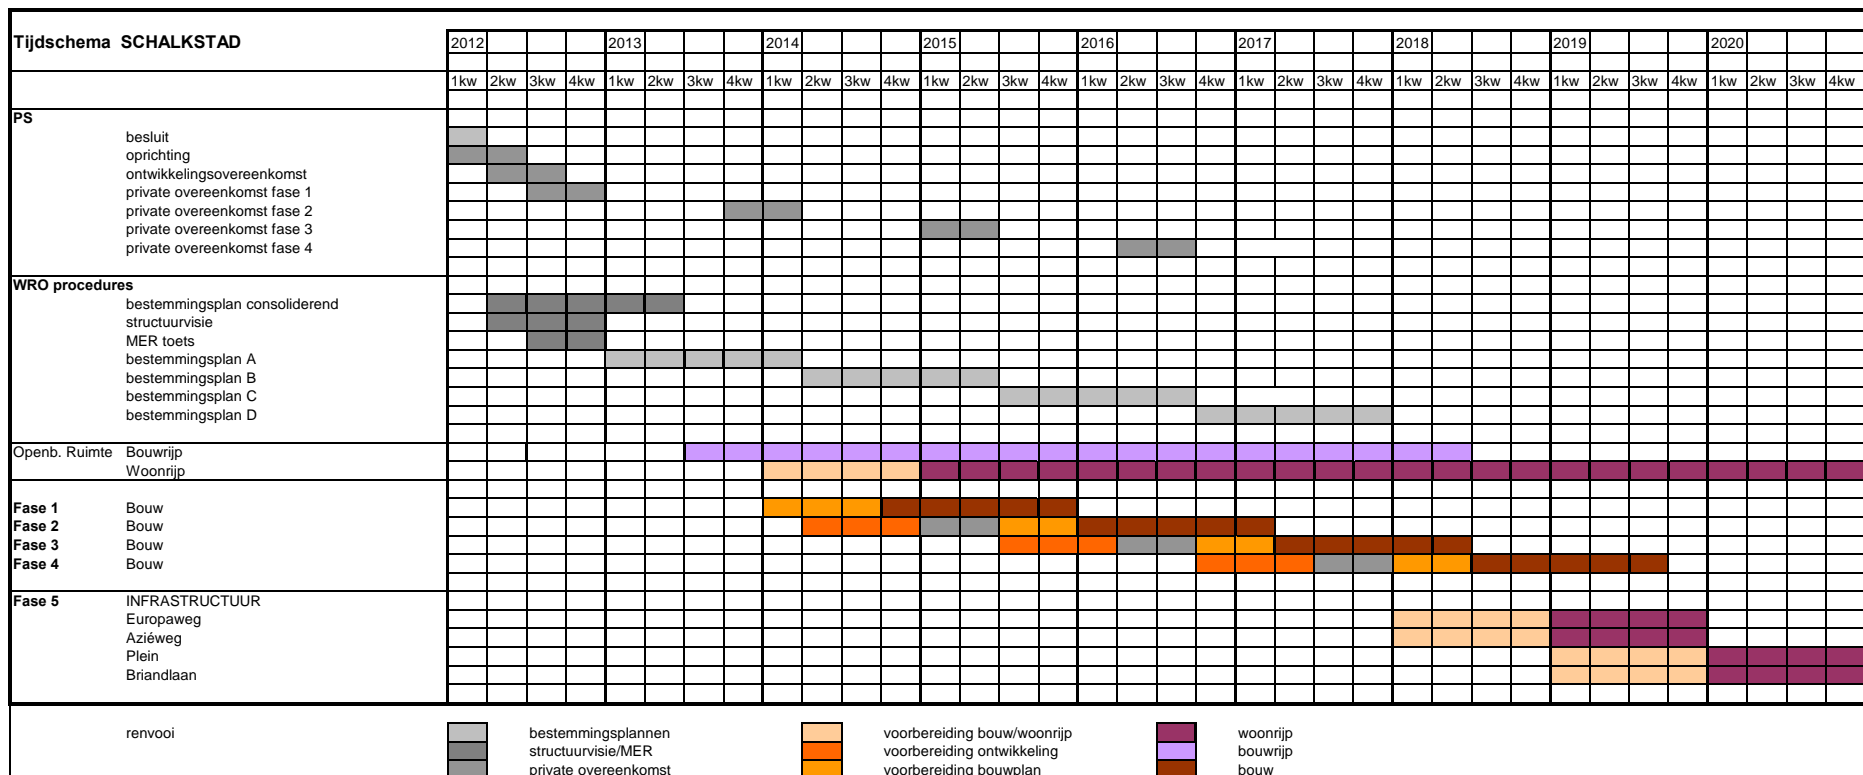 Tijdschema SCHALKSTAD 2012 2013 2014 2015 2016 2017 2018 2019 2020
1kw 2kw 3kw 4kw 1kw 2kw 3kw 4kw 1kw 2kw 3kw 4kw 1kw 2kw 3kw 4kw 1kw 2kw 3kw 4kw 1kw 2kw 3kw 4kw 1kw 2kw 3kw 4kw 1kw 2kw 3kw 4kw 1kw 2kw 3kw 4kw
PS
besluit
oprichting
ontwikkelingsovereenkomst
private overeenkomst fase 1
private overeenkomst fase 2
private overeenkomst fase 3
private overeenkomst fase 4
WRO procedures
bestemmingsplan consoliderend
structuurvisie
MER toets
bestemmingsplan A
bestemmingsplan B
bestemmingsplan C
bestemmingsplan D
Openb. Ruimte Bouwrijp
Woonrijp
Fase 1 Bouw
Fase 2 Bouw
Fase 3 Bouw
Fase 4 Bouw
Fase 5 INFRASTRUCTUUR
Europaweg
Aziéweg
Plein
Briandlaan
renvooi bestemmingsplannen voorbereiding bouw/woonrijp woonrijp
structuurvisie/MER voorbereiding ontwikkeling bouwrijp
private overeenkomst voorbereiding bouwplan bouw